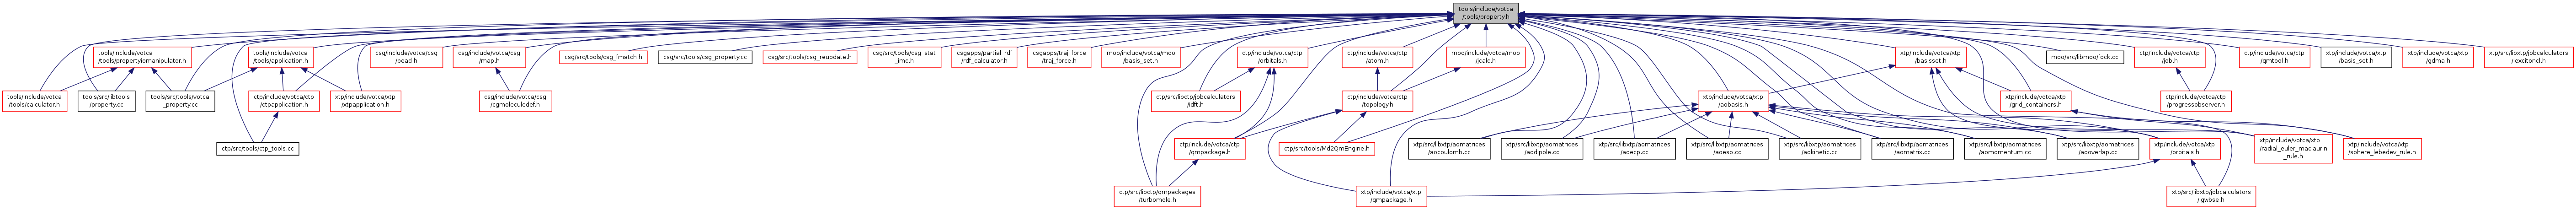 tools/include/votca
/tools/property.h
tools/include/votca
/tools/propertyiomanipulator.h
tools/include/votca
/tools/application.h
csg/include/votca/csg
/bead.h
csg/include/votca/csg
/map.h
csg/src/tools/csg_fmatch.h
csg/src/tools/csg_property.cc
csg/src/tools/csg_reupdate.h
csg/src/tools/csg_stat
_imc.h
csgapps/partial_rdf
/rdf_calculator.h
csgapps/traj_force
/traj_force.h
moo/include/votca/moo
/basis_set.h
ctp/include/votca/ctp
/orbitals.h
ctp/include/votca/ctp
/atom.h
moo/include/votca/moo
/jcalc.h
xtp/include/votca/xtp
/basisset.h
moo/src/libmoo/fock.cc
ctp/include/votca/ctp
/job.h
ctp/include/votca/ctp
/qmtool.h
xtp/include/votca/xtp
/basis_set.h
xtp/include/votca/xtp
/gdma.h
xtp/src/libxtp/jobcalculators
/iexcitoncl.h
tools/include/votca
/tools/calculator.h
tools/src/libtools
/property.cc
tools/src/tools/votca
_property.cc
ctp/include/votca/ctp
/ctpapplication.h
xtp/include/votca/xtp
/xtpapplication.h
csg/include/votca/csg
/cgmoleculedef.h
ctp/src/libctp/jobcalculators
/idft.h
ctp/include/votca/ctp
/topology.h
xtp/include/votca/xtp
/aobasis.h
xtp/include/votca/xtp
/grid_containers.h
ctp/include/votca/ctp
/progressobserver.h
ctp/src/tools/ctp_tools.cc
ctp/include/votca/ctp
/qmpackage.h
ctp/src/tools/Md2QmEngine.h
xtp/src/libxtp/aomatrices
/aocoulomb.cc
xtp/src/libxtp/aomatrices
/aodipole.cc
xtp/src/libxtp/aomatrices
/aoecp.cc
xtp/src/libxtp/aomatrices
/aoesp.cc
xtp/src/libxtp/aomatrices
/aokinetic.cc
xtp/src/libxtp/aomatrices
/aomatrix.cc
xtp/src/libxtp/aomatrices
/aomomentum.cc
xtp/src/libxtp/aomatrices
/aooverlap.cc
xtp/include/votca/xtp
/orbitals.h
xtp/include/votca/xtp
/radial_euler_maclaurin
_rule.h
xtp/include/votca/xtp
/sphere_lebedev_rule.h
ctp/src/libctp/qmpackages
/turbomole.h
xtp/include/votca/xtp
/qmpackage.h
xtp/src/libxtp/jobcalculators
/igwbse.h